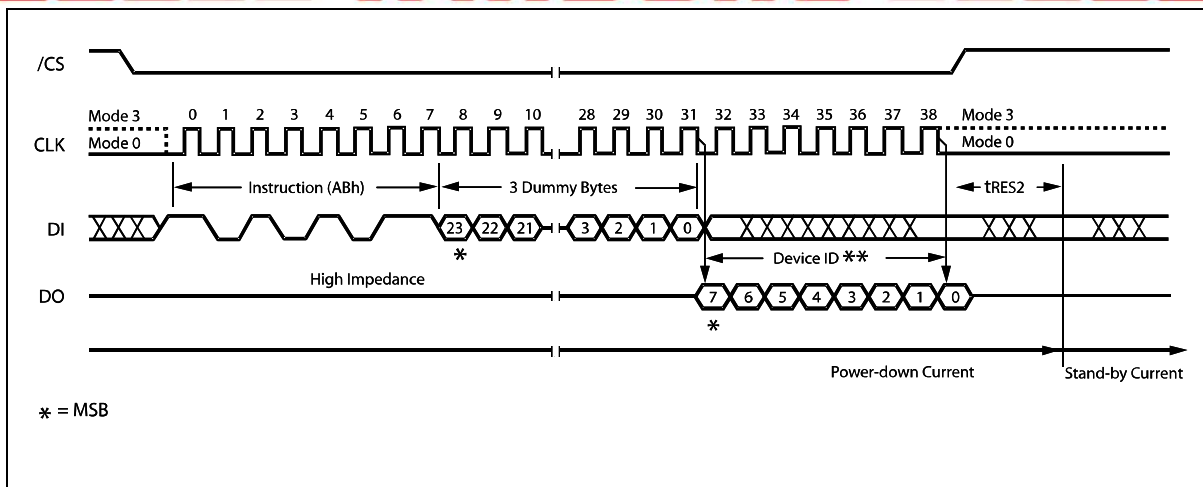 /CS
Mode 3 0 1 2 3 4 5 6 7 8 9 10 28 29 30 31 32 33 34 35 36 37 38 Mode 3
CLK Mode 0 Mode 0
Instruction (ABh) 3 Dummy Bytes tRES2
DI 23 22 21 3 2 1 0
* Device ID **
High Impedance
DO 7 6 5 4 3 2 1 0
*
Power-down Current Stand-by Current
* = MSB